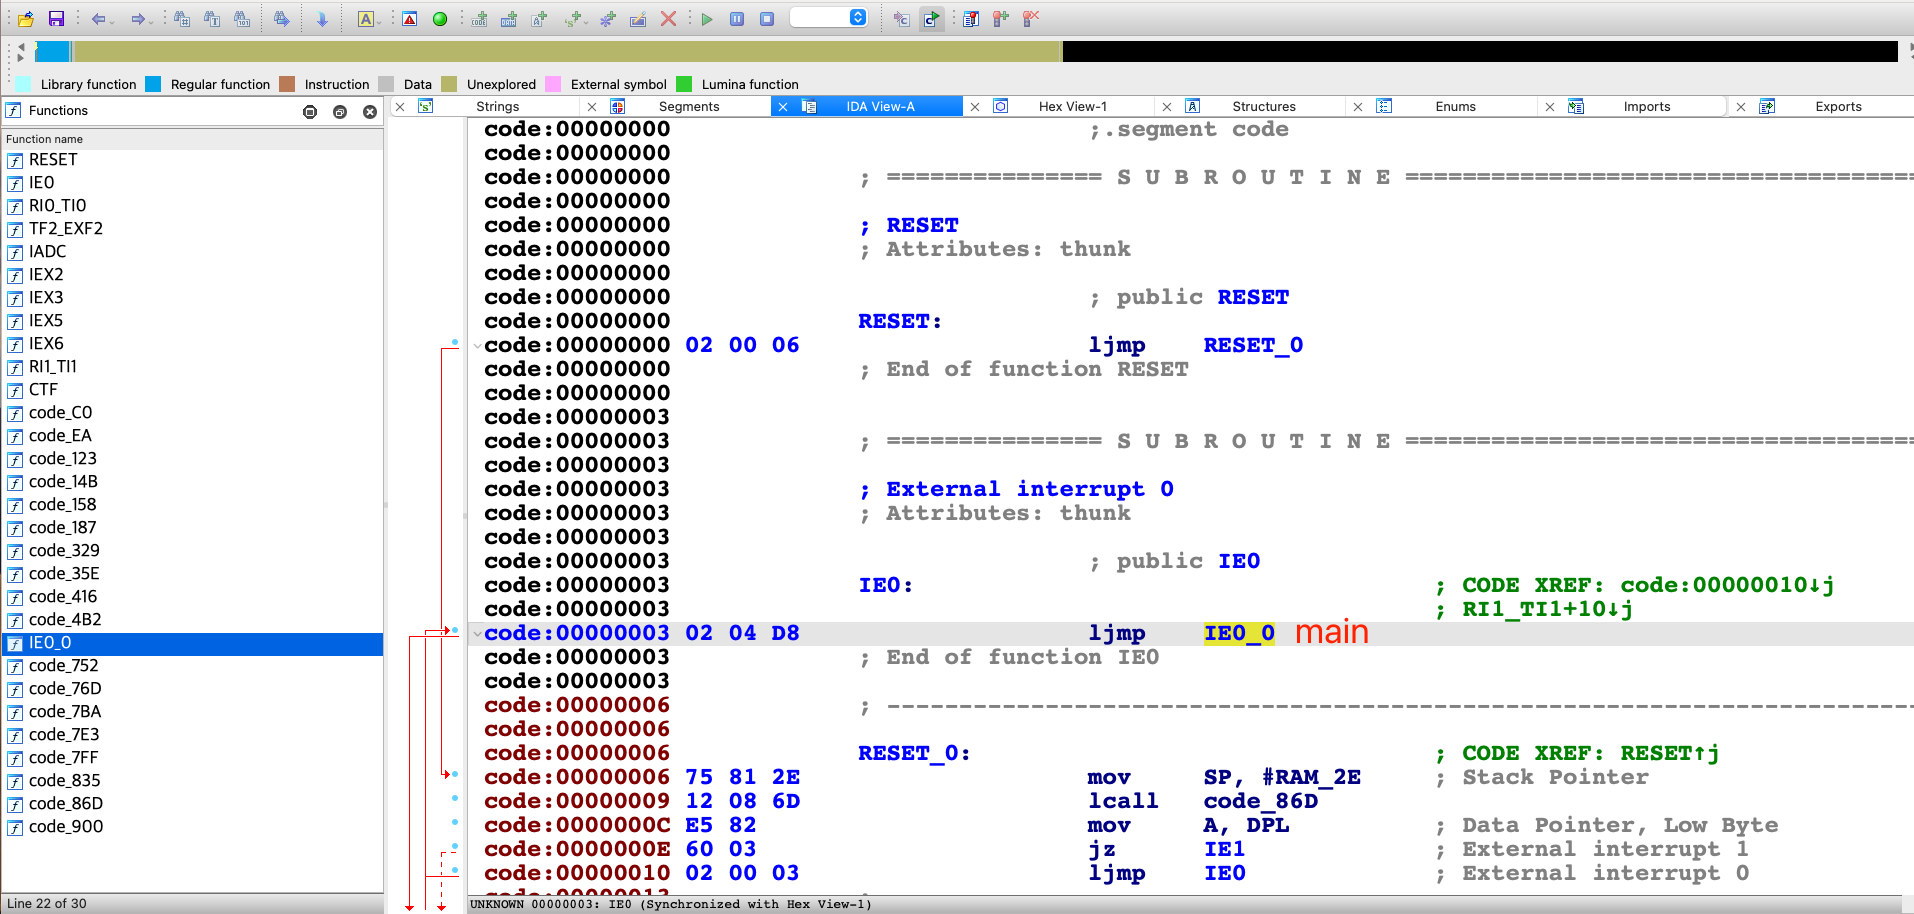 Library function Regular function Instruction Data Unexplored External symbol Lumina function
Functions
Strings Segments IDA View-A Hex View-1 Structures Enums Imports Exports
Function name
RESET
IE0
RI0_TI0
TF2_EXF2
IADC
IEX2
IEX3
IEX5
IEX6
RI1_TI1
CTF
code_C0
code_EA
code_123
code_14B
code_158
code_187
code_329
code_35E
code_416
code_4B2
IE0_0
code_752
code_76D
code_7BA
code_7E3
code_7FF
code_835
code_86D
code_900
Line 22 of 30
code:00000000 ;.segment code
code:00000000
code:00000000 ; =============== S U B R O U T I N E =======================================
code:00000000
code:00000000 ; RESET
code:00000000 ; Attributes: thunk
code:00000000
code:00000000 ; public RESET
code:00000000 RESET:
code:00000000 02 00 06 ljmp RESET_0
code:00000000 ; End of function RESET
code:00000000
code:00000003
code:00000003 ; =============== S U B R O U T I N E =======================================
code:00000003
code:00000003 ; External interrupt 0
code:00000003 ; Attributes: thunk
code:00000003
code:00000003 ; public IE0
code:00000003 IE0: ; CODE XREF: code:00000010↓j
code:00000003 ; RI1_TI1+10↓j
code:00000003 02 04 D8 ljmp IE0_0 main
code:00000003 ; End of function IE0
code:00000003
code:00000006 ; ---------------------------------------------------------------------------
code:00000006
code:00000006 RESET_0: ; CODE XREF: RESET↑j
code:00000006 75 81 2E mov SP, #RAM_2E ; Stack Pointer
code:00000009 12 08 6D lcall code_86D
code:0000000C E5 82 mov A, DPL ; Data Pointer, Low Byte
code:0000000E 60 03 jz IE1 ; External interrupt 1
code:00000010 02 00 03 ljmp IE0 ; External interrupt 0
UNKNOWN 00000003: IE0 (Synchronized with Hex View-1)